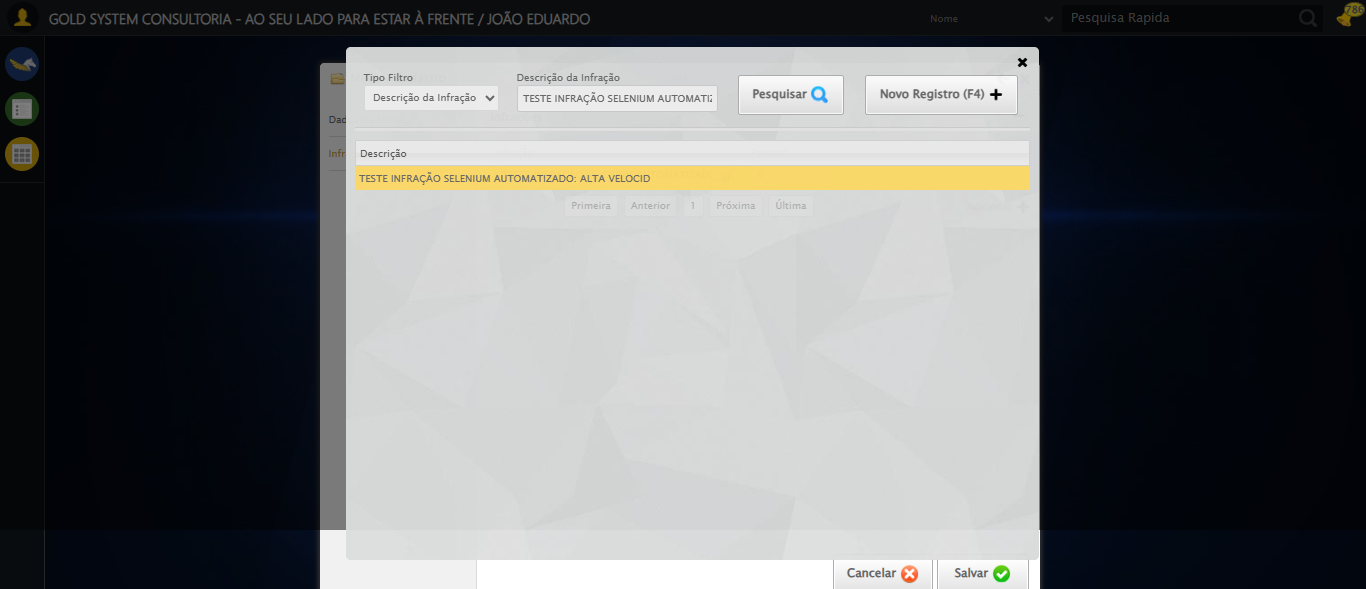 GOLD SYSTEM CONSULTORIA - AO SEU LADO PARA ESTAR À FRENTE / JOÃO EDUARDO
Nome
Pesquisa Rapida
786
Tipo Filtro
Descrição da Infração
Descrição da Infração
TESTE INFRAÇÃO SELENIUM AUTOMATIZ
Pesquisar
Novo Registro (F4)
Dad
Infr
Descrição
TESTE INFRAÇÃO SELENIUM AUTOMATIZADO: ALTA VELOCID
Primeira Anterior 1 Próxima Última
Cancelar
Salvar